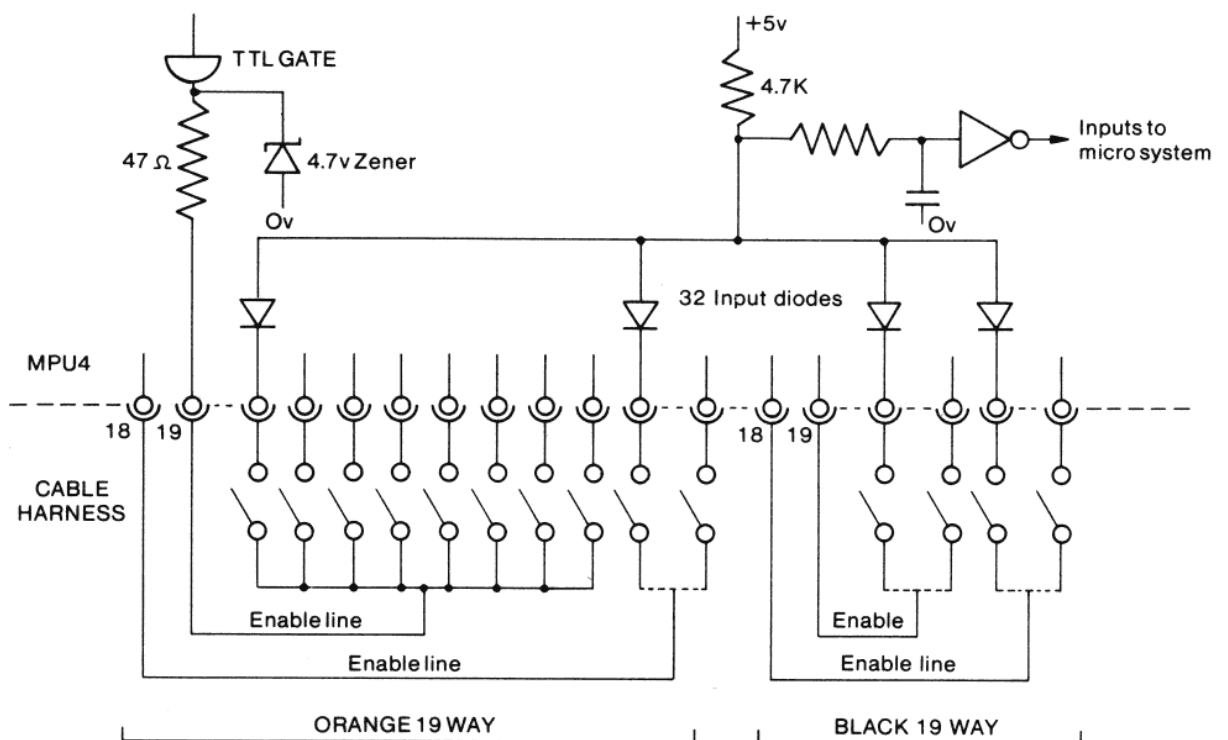 TTL GATE
+5v
4.7K
47 Ω
4.7v Zener
Ov
Inputs to
micro system
Ov
32 Input diodes
MPU4
18
19
18
19
CABLE
HARNESS
Enable line
Enable
Enable line
Enable line
ORANGE 19 WAY
BLACK 19 WAY